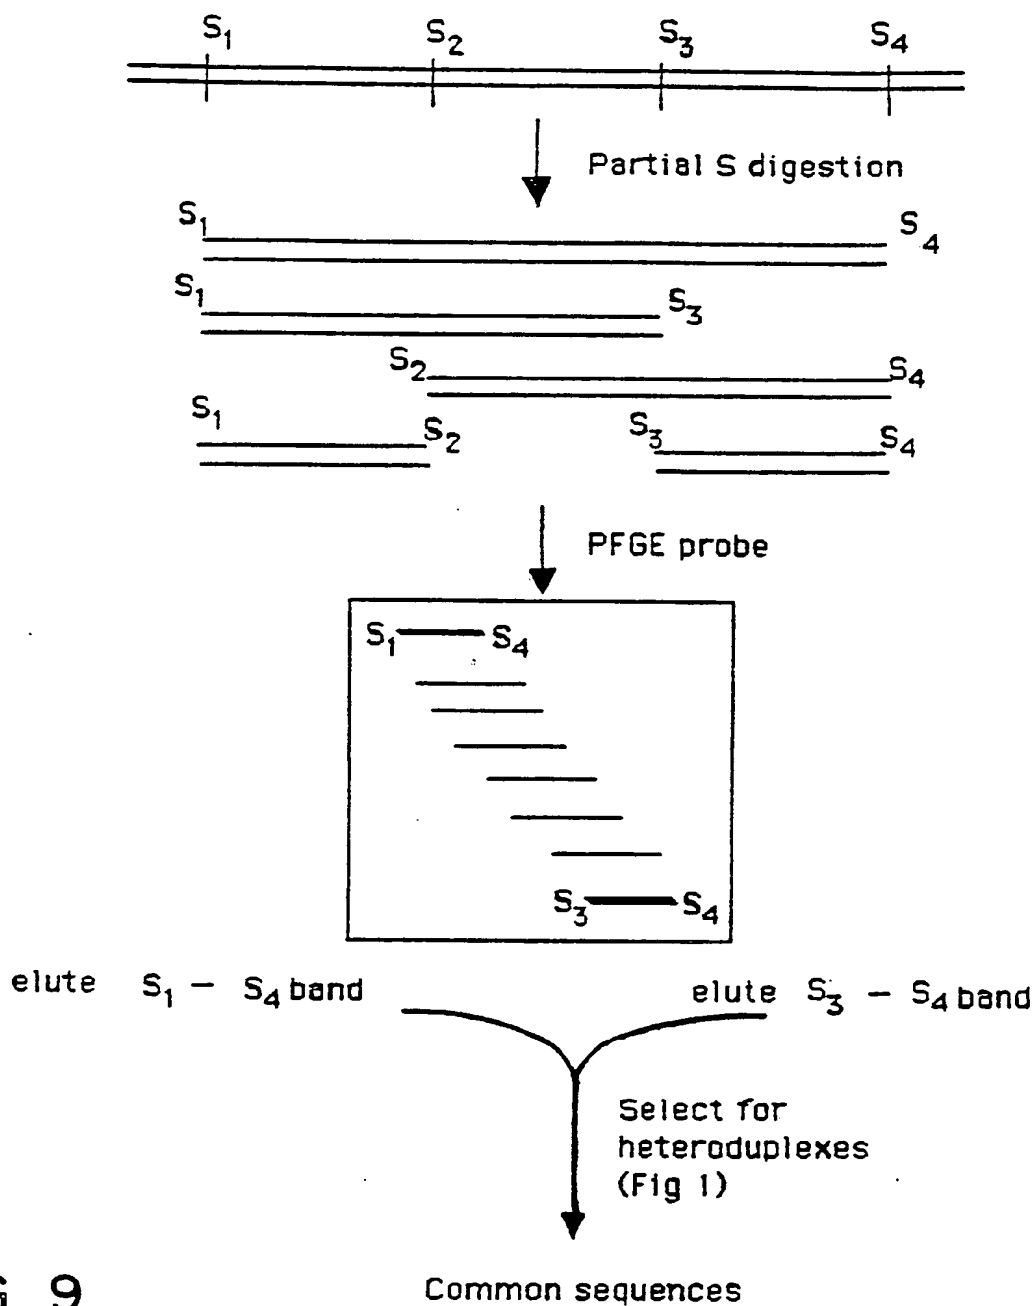 S1 S2 S3 S4
Partial S digestion
S1 S4
S1 S3
S2 S4
S1 S2 S3 S4
PFGE probe
S1 S4
S3 S4
elute S1 - S4 band
elute S3 - S4 band
Select for
heteroduplexes
(Fig 1)
Common sequences
9